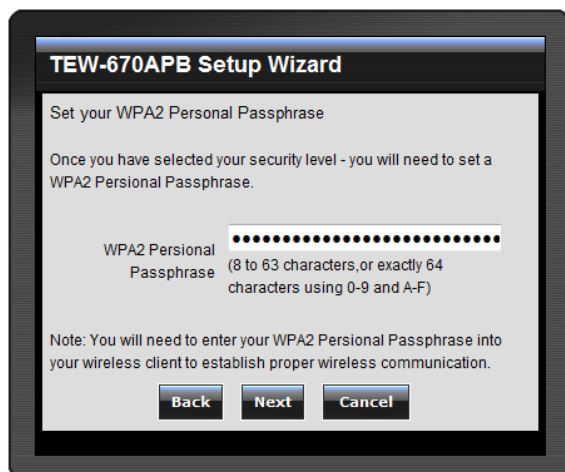 TEW-670APB Setup Wizard
Set your WPA2 Personal Passphrase
Once you have selected your security level - you will need to set a
WPA2 Persional Passphrase.
WPA2 Persional
Passphrase
••••••••••••••••••••••••••••
(8 to 63 characters,or exactly 64
characters using 0-9 and A-F)
Note: You will need to enter your WPA2 Persional Passphrase into
your wireless client to establish proper wireless communication.
Back Next Cancel